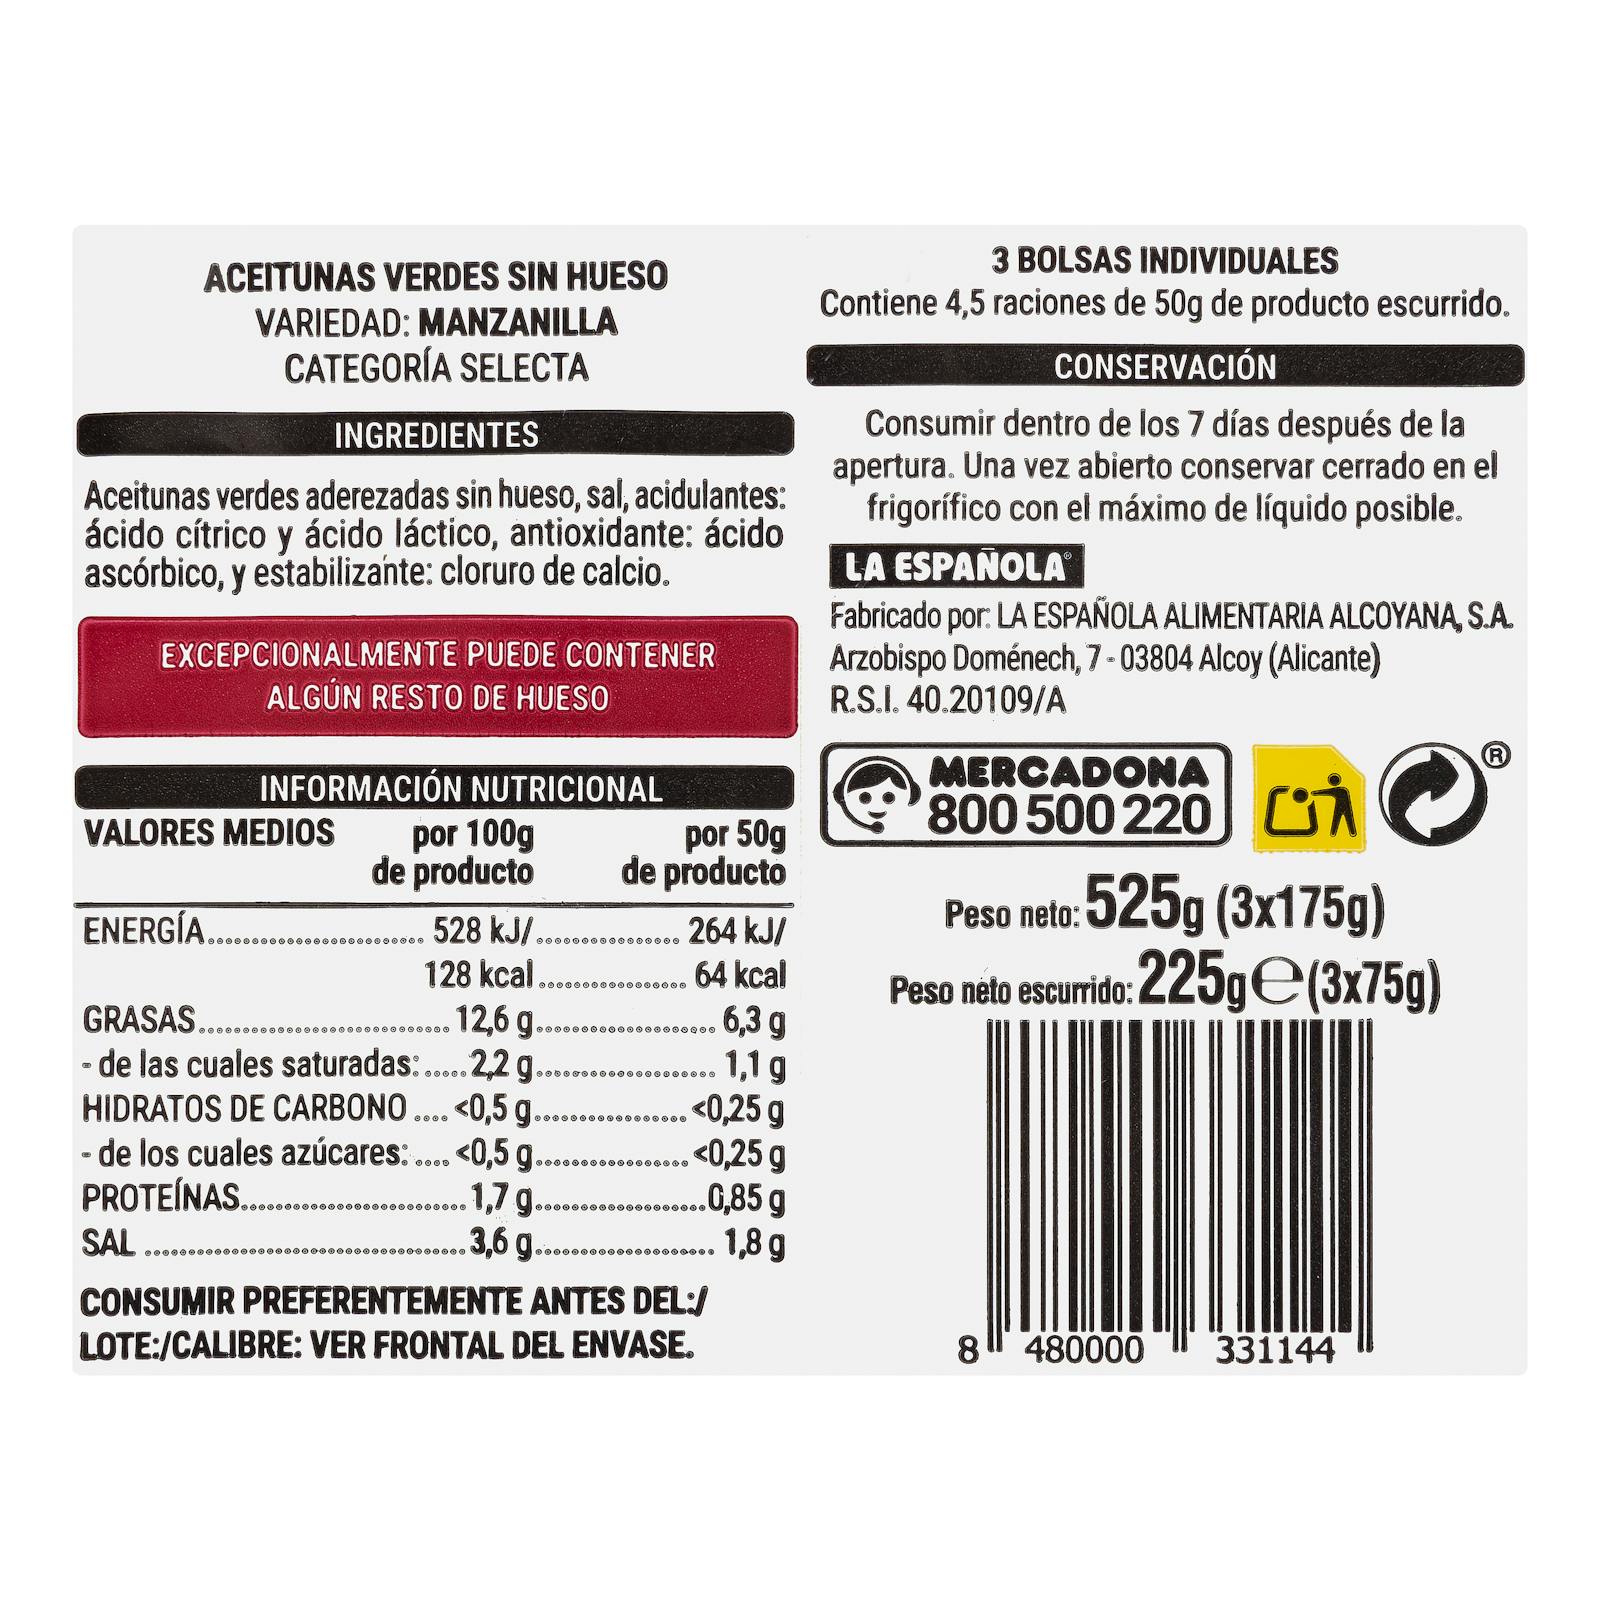 ACEITUNAS VERDES SIN HUESO
VARIEDAD: MANZANILLA
CATEGORÍA SELECTA
INGREDIENTES
Aceitunas verdes aderezadas sin hueso, sal, acidulantes:
ácido cítrico y ácido láctico, antioxidante: ácido
ascórbico, y estabilizante: cloruro de calcio.
EXCEPCIONALMENTE PUEDE CONTENER
ALGÚN RESTO DE HUESO
INFORMACIÓN NUTRICIONAL
VALORES MEDIOS por 100g por 50g
de producto de producto
ENERGÍA 528 kJ/ 264 kJ/
128 kcal 64 kcal
GRASAS 12,6 g 6,3 g
- de las cuales saturadas: 2,2 g 1,1 g
HIDRATOS DE CARBONO <0,5 g <0,25 g
- de los cuales azúcares: <0,5 g <0,25 g
PROTEÍNAS 1,7 g 0,85 g
SAL 3,6 g 1,8 g
CONSUMIR PREFERENTEMENTE ANTES DEL:/
LOTE:/CALIBRE: VER FRONTAL DEL ENVASE.
3 BOLSAS INDIVIDUALES
Contiene 4,5 raciones de 50g de producto escurrido.
CONSERVACIÓN
Consumir dentro de los 7 días después de la
apertura. Una vez abierto conservar cerrado en el
frigorífico con el máximo de líquido posible.
LA ESPAÑOLA®
Fabricado por: LA ESPAÑOLA ALIMENTARIA ALCOYANA, S.A.
Arzobispo Doménech, 7 - 03804 Alcoy (Alicante)
R.S.I. 40.20109/A
MERCADONA
800 500 220
®
Peso neto: 525g (3x175g)
Peso neto escurrido: 225g e (3x75g)
8 480000 331144